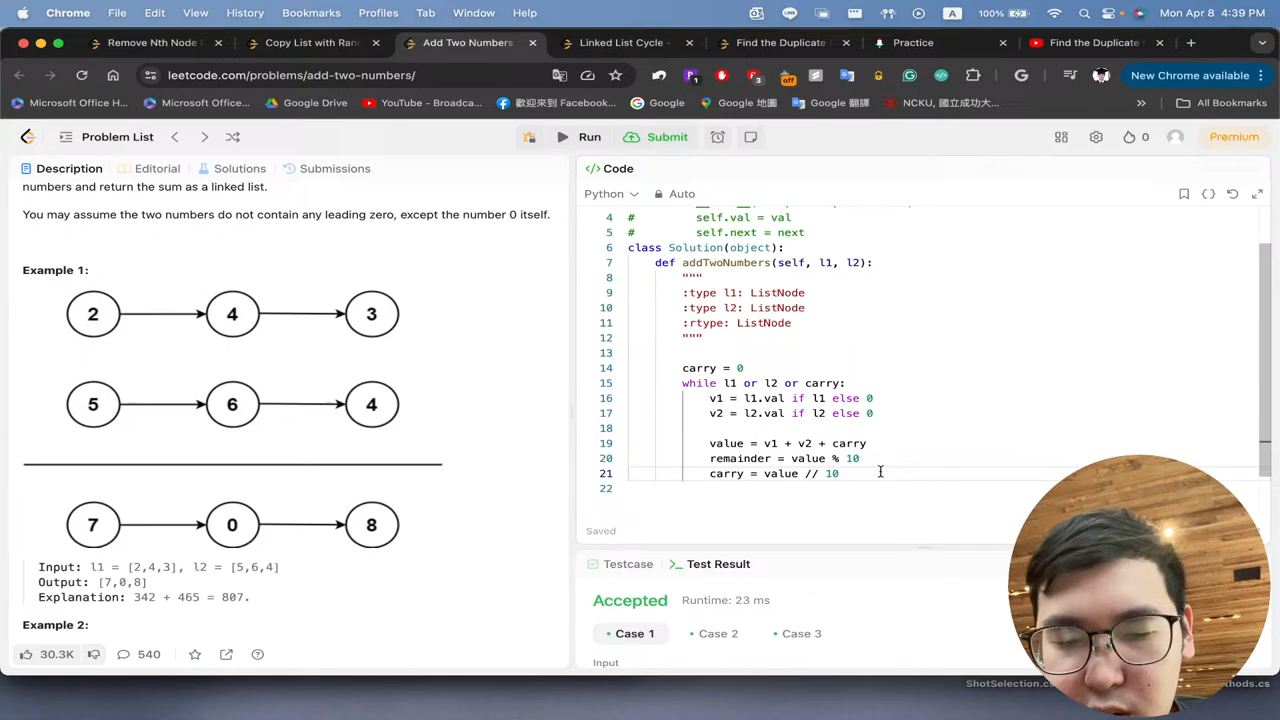 Chrome File Edit View History Bookmarks Profiles Tab Window Help A 100% Mon Apr 8 4:39 PM
Remove Nth Node Copy List with Ran Add Two Numbers Linked List Cycle - Find the Duplicate Practice Find the Duplicate
leetcode.com/problems/add-two-numbers/ New Chrome available
Microsoft Office H... Microsoft Office... Google Drive YouTube - Broadca... 歡迎來到 Facebook... Google Google 地圖 Google 翻譯 NCKU, 國立成功大... » All Bookmarks
Problem List Run Submit 0 Premium
Description Editorial Solutions Submissions
numbers and return the sum as a linked list.
You may assume the two numbers do not contain any leading zero, except the number 0 itself.
Example 1:
2 4 3
5 6 4
7 0 8
Input: l1 = [2,4,3], l2 = [5,6,4]
Output: [7,0,8]
Explanation: 342 + 465 = 807.
Example 2:
30.3K 540
</> Code
Python Auto
4 # self.val = val
5 # self.next = next
6 class Solution(object):
7 def addTwoNumbers(self, l1, l2):
8 """
9 :type l1: ListNode
10 :type l2: ListNode
11 :rtype: ListNode
12 """
13
14 carry = 0
15 while l1 or l2 or carry:
16 v1 = l1.val if l1 else 0
17 v2 = l2.val if l2 else 0
18
19 value = v1 + v2 + carry
20 remainder = value % 10
21 carry = value // 10
22
Saved
Testcase >_ Test Result
Accepted Runtime: 23 ms
Case 1 Case 2 Case 3
Input
ShotSelection.cs